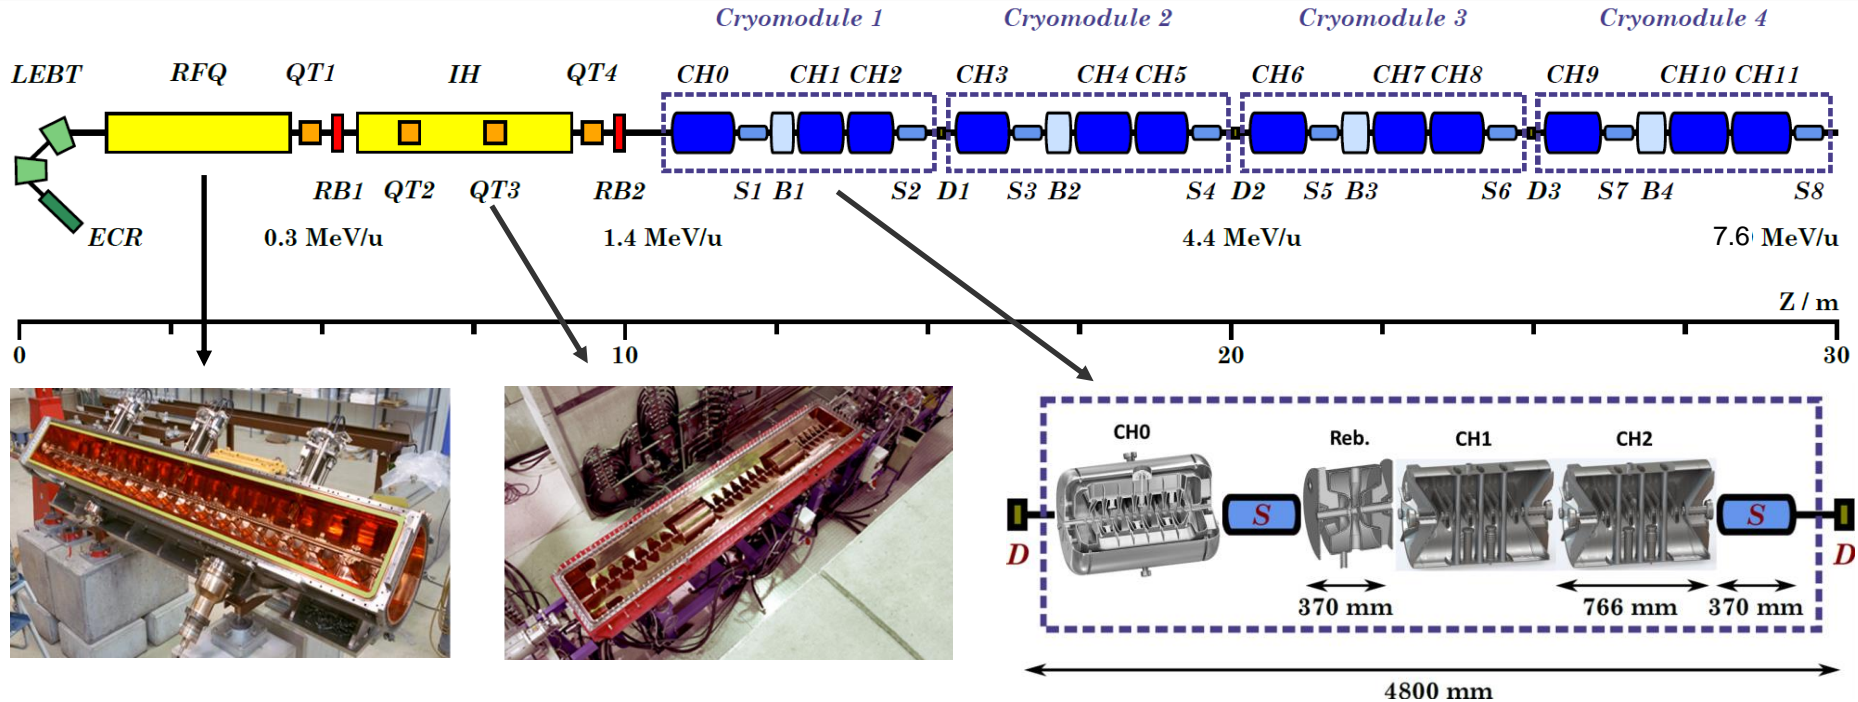 Cryomodule 1 Cryomodule 2 Cryomodule 3 Cryomodule 4
LEBT RFQ QT1 IH QT4 CH0 CH1 CH2 CH3 CH4 CH5 CH6 CH7 CH8 CH9 CH10 CH11
RB1 QT2 QT3 RB2 S1 B1 S2 D1 S3 B2 S4 D2 S5 B3 S6 D3 S7 B4 S8
ECR 0.3 MeV/u 1.4 MeV/u 4.4 MeV/u 7.6 MeV/u
Z / m
0 10 20 30
CH0 Reb. CH1 CH2
S S
D D
370 mm 766 mm 370 mm
4800 mm